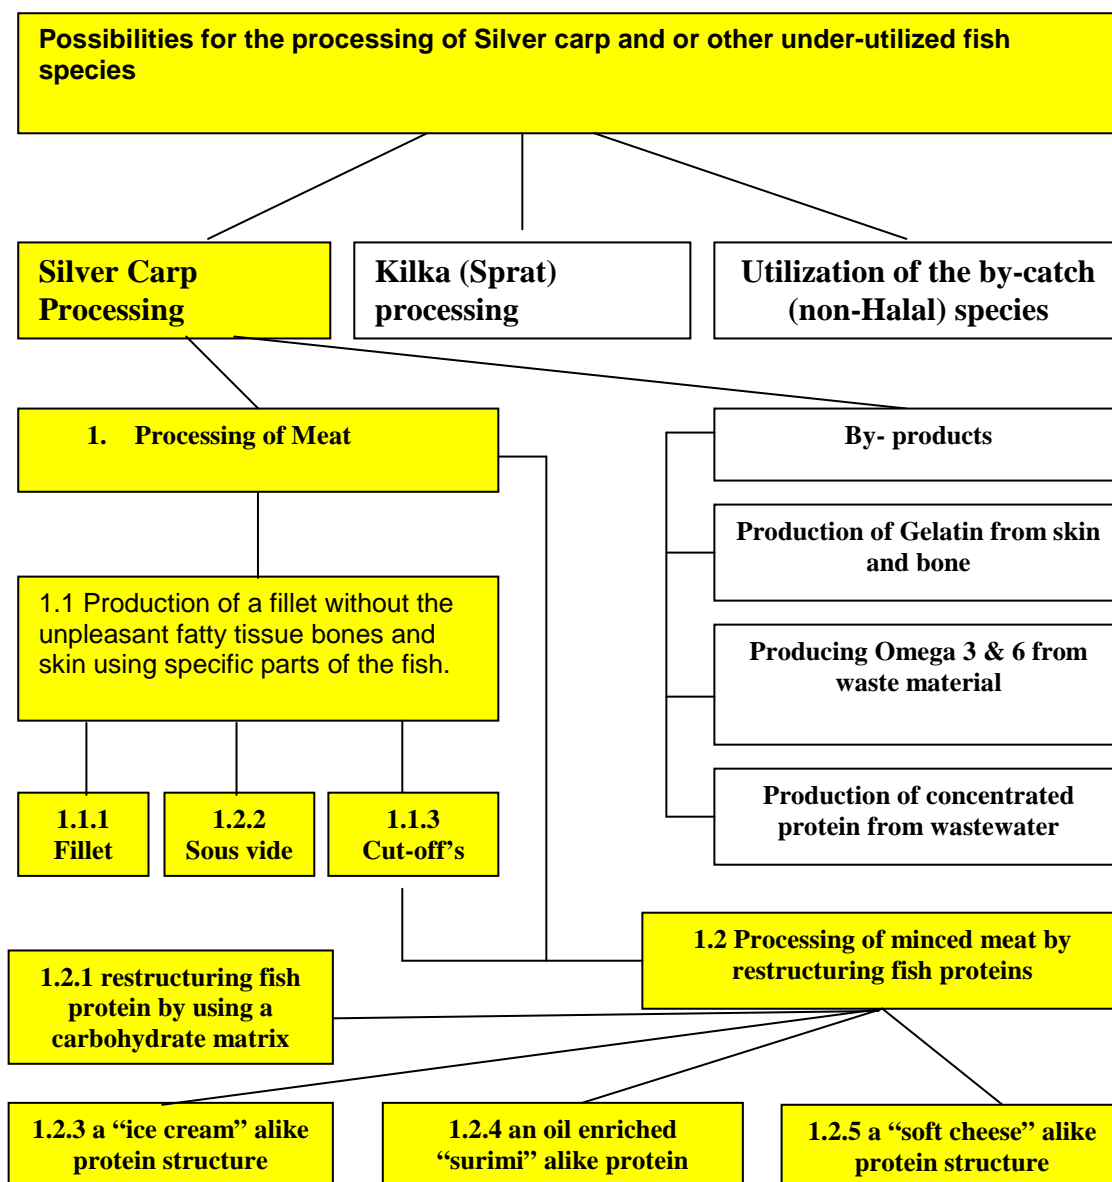 Possibilities for the processing of Silver carp and or other under-utilized fish
species
Silver Carp
Processing
Kilka (Sprat)
processing
Utilization of the by-catch
(non-Halal) species
1. Processing of Meat
By- products
Production of Gelatin from skin
and bone
1.1 Production of a fillet without the
unpleasant fatty tissue bones and
skin using specific parts of the fish.
Producing Omega 3 & 6 from
waste material
Production of concentrated
protein from wastewater
1.1.1
Fillet
1.2.2
Sous vide
1.1.3
Cut-off’s
1.2 Processing of minced meat by
restructuring fish proteins
1.2.1 restructuring fish
protein by using a
carbohydrate matrix
1.2.3 a “ice cream” alike
protein structure
1.2.4 an oil enriched
“surimi” alike protein
1.2.5 a “soft cheese” alike
protein structure